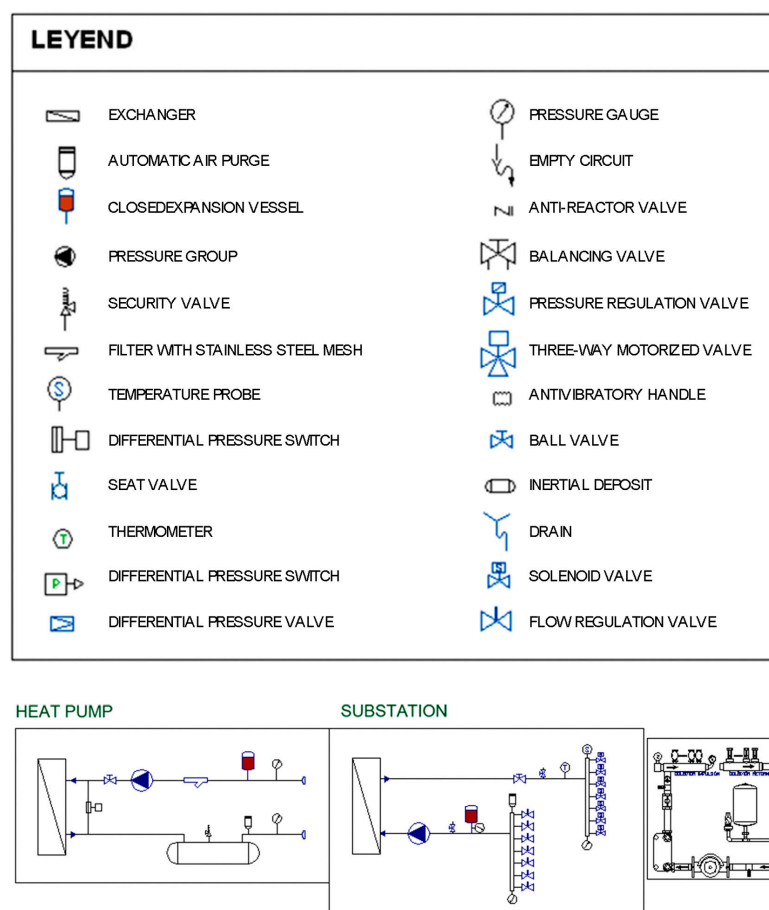 LEYEND
EXCHANGER
AUTOMATIC AIR PURGE
CLOSEDEXPANSION VESSEL
PRESSURE GROUP
SECURITY VALVE
FILTER WITH STAINLESS STEEL MESH
S
TEMPERATURE PROBE
DIFFERENTIAL PRESSURE SWITCH
SEAT VALVE
T
THERMOMETER
P
DIFFERENTIAL PRESSURE SWITCH
DIFFERENTIAL PRESSURE VALVE
PRESSURE GAUGE
EMPTY CIRCUIT
ANTI-REACTOR VALVE
BALANCING VALVE
PRESSURE REGULATION VALVE
THREE-WAY MOTORIZED VALVE
ANTIVIBRATORY HANDLE
BALL VALVE
INERTIAL DEPOSIT
DRAIN
S
SOLENOID VALVE
FLOW REGULATION VALVE
HEAT PUMP
SUBSTATION
S
T